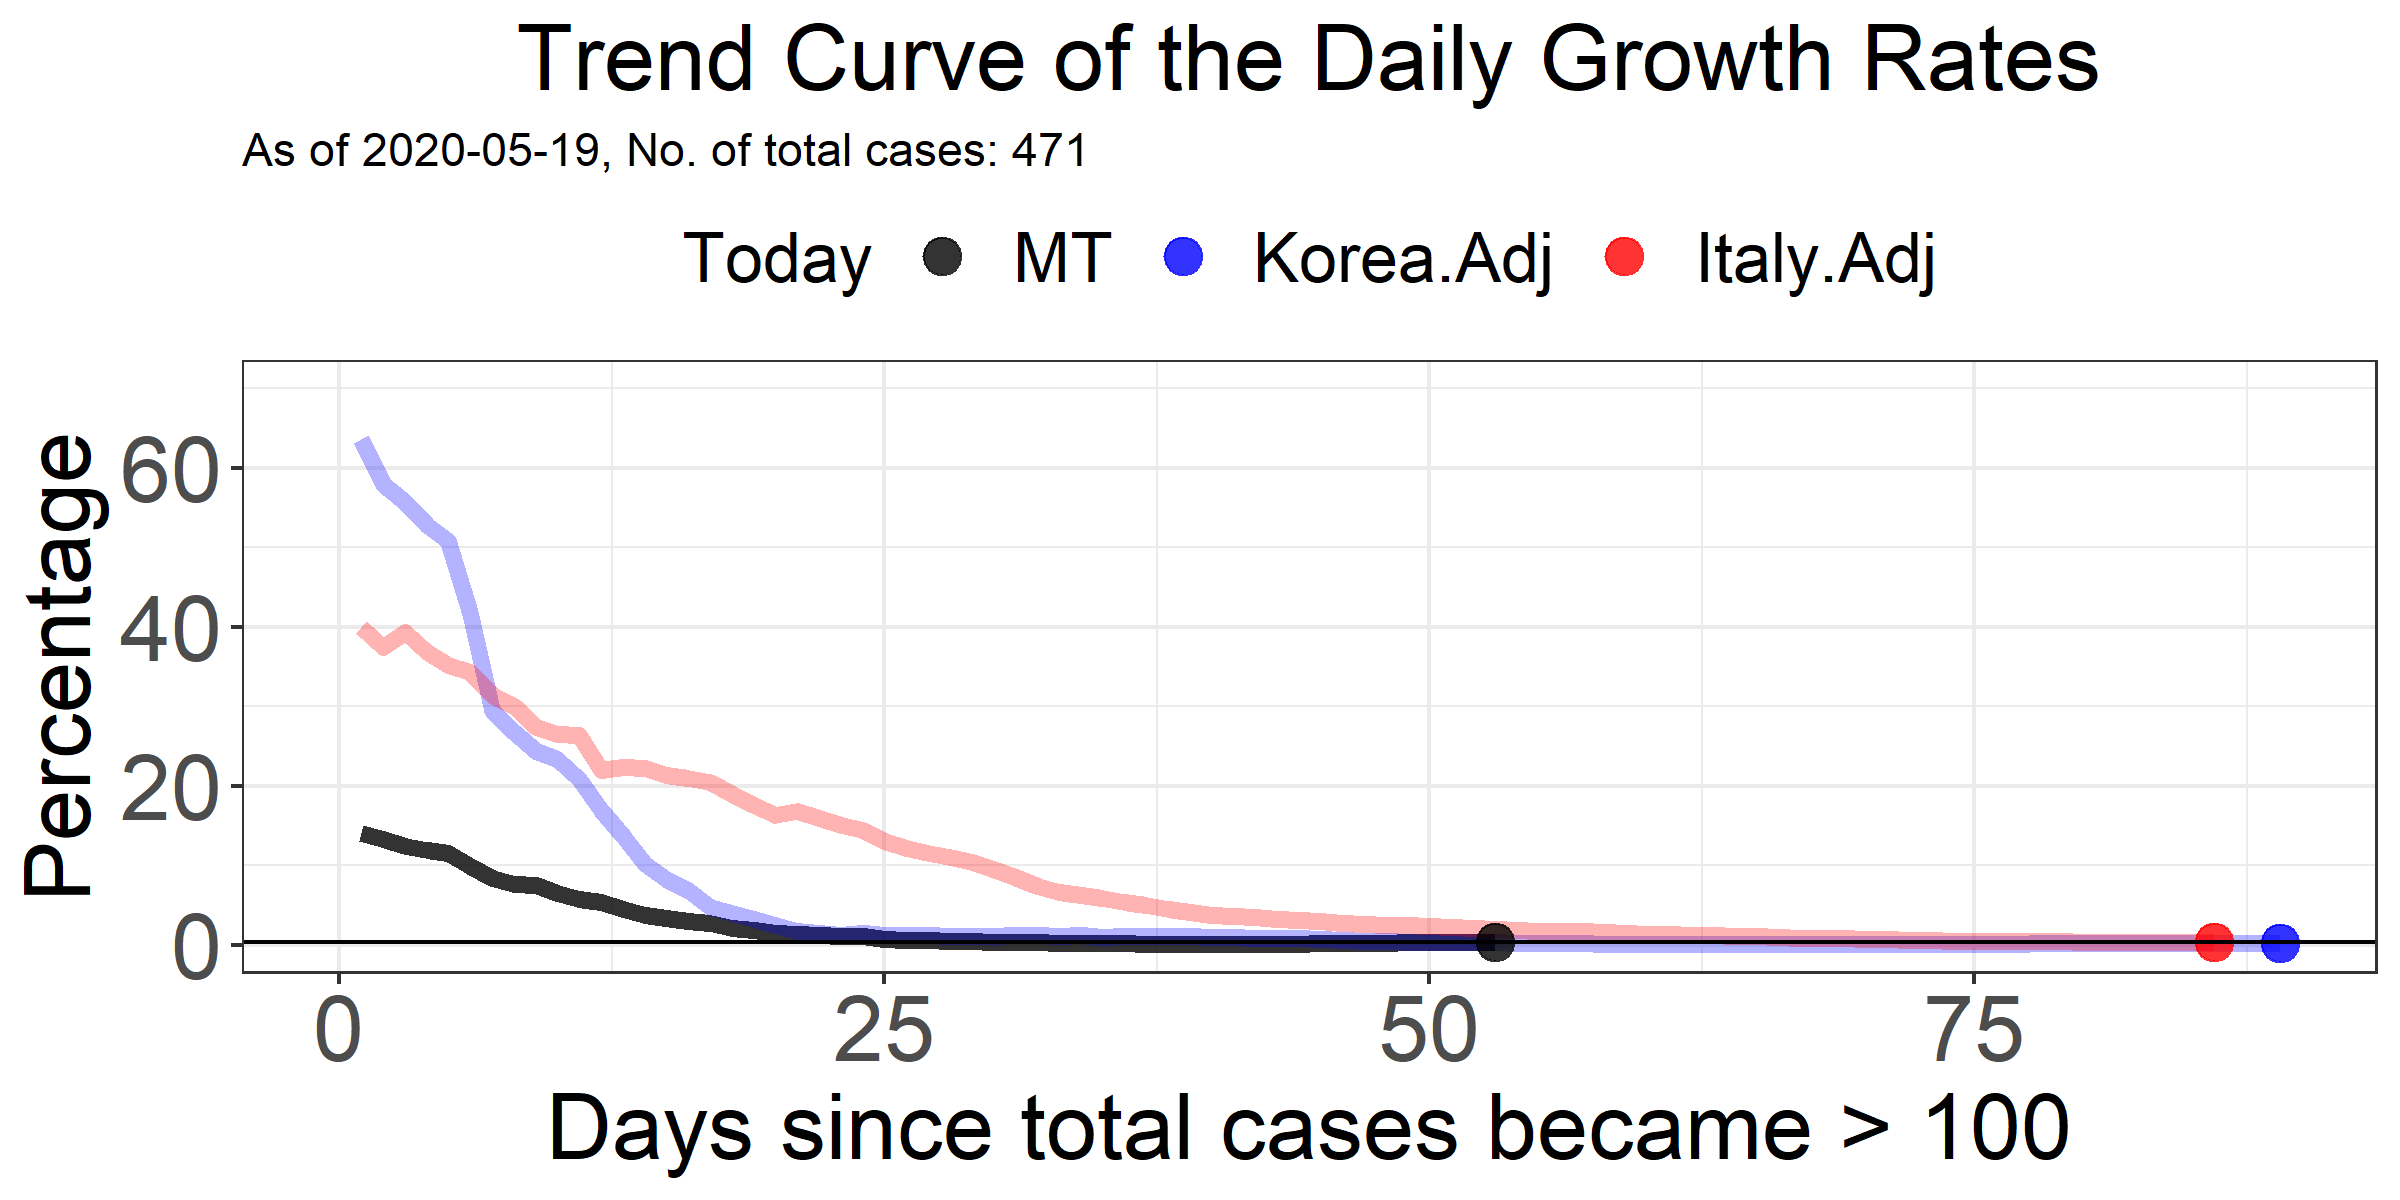 Trend Curve of the Daily Growth Rates
As of 2020-05-19, No. of total cases: 471
Today MT Korea.Adj Italy.Adj
Percentage
60
40
20
0
0 25 50 75
Days since total cases became > 100